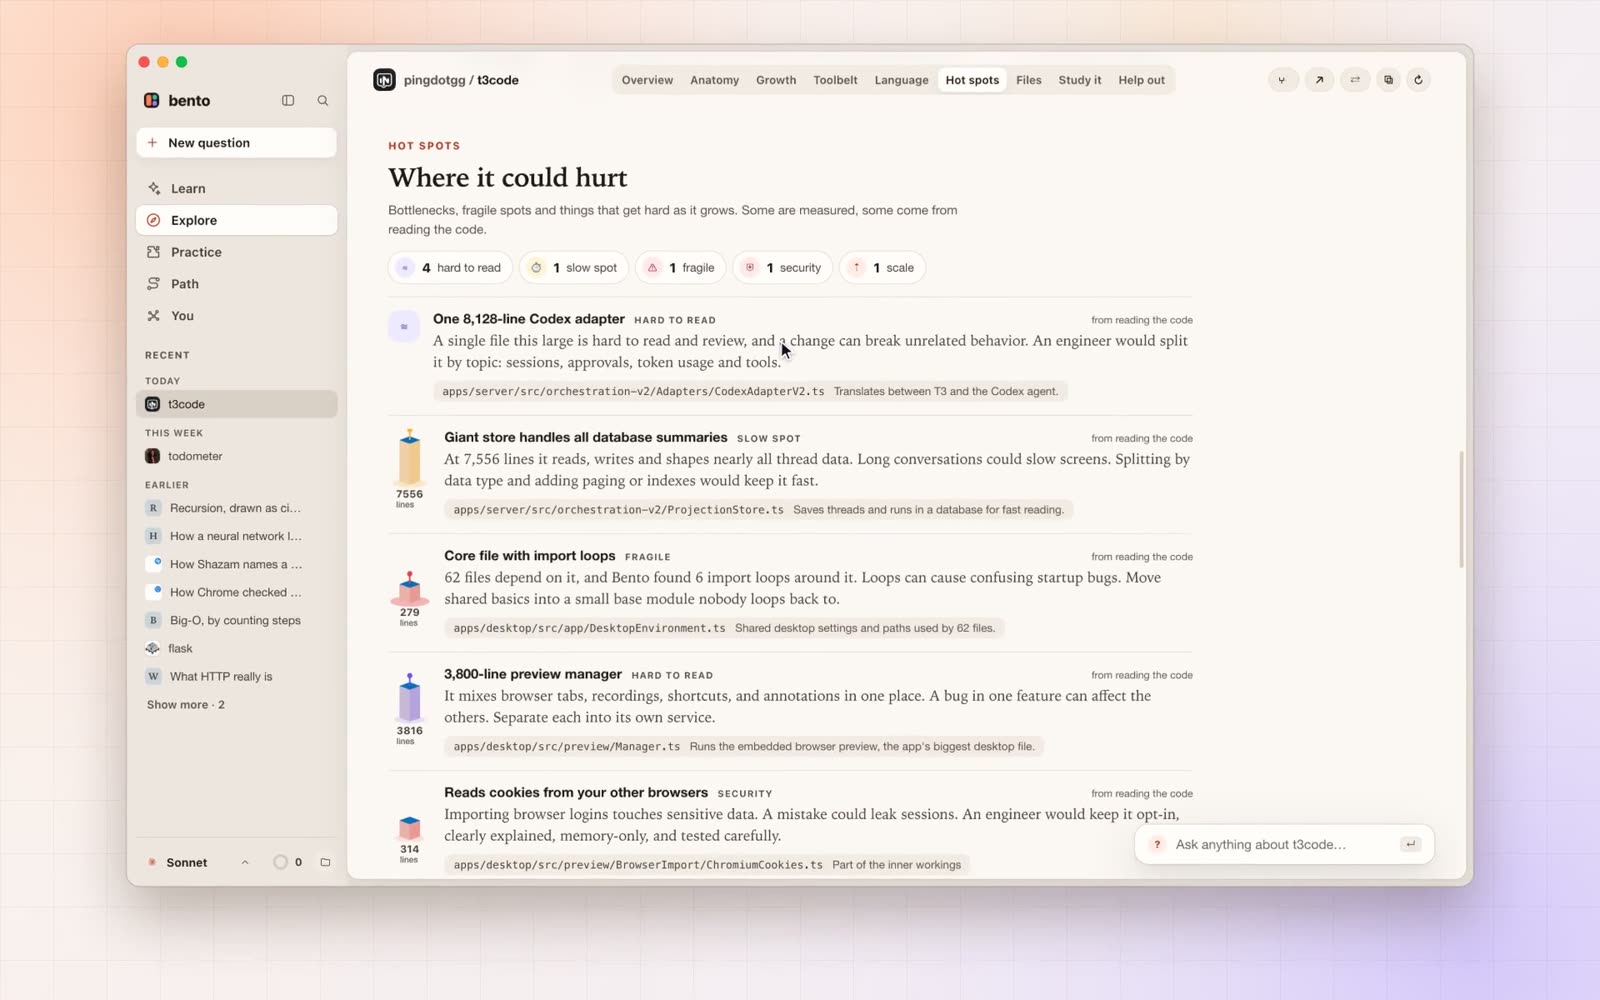 bento
New question
Learn
Explore
Practice
Path
You
RECENT
TODAY
t3code
THIS WEEK
todometer
EARLIER
R Recursion, drawn as ci…
H How a neural network l…
How Shazam names a …
How Chrome checked …
B Big-O, by counting steps
flask
W What HTTP really is
Show more · 2
Sonnet 0
pingdotgg / t3code
Overview Anatomy Growth Toolbelt Language Hot spots Files Study it Help out
HOT SPOTS
Where it could hurt
Bottlenecks, fragile spots and things that get hard as it grows. Some are measured, some come from
reading the code.
4 hard to read 1 slow spot 1 fragile 1 security 1 scale
One 8,128-line Codex adapter HARD TO READ from reading the code
A single file this large is hard to read and review, and a change can break unrelated behavior. An engineer would split
it by topic: sessions, approvals, token usage and tools.
apps/server/src/orchestration-v2/Adapters/CodexAdapterV2.ts Translates between T3 and the Codex agent.
Giant store handles all database summaries SLOW SPOT from reading the code
At 7,556 lines it reads, writes and shapes nearly all thread data. Long conversations could slow screens. Splitting by
data type and adding paging or indexes would keep it fast.
7556
lines
apps/server/src/orchestration-v2/ProjectionStore.ts Saves threads and runs in a database for fast reading.
Core file with import loops FRAGILE from reading the code
62 files depend on it, and Bento found 6 import loops around it. Loops can cause confusing startup bugs. Move
shared basics into a small base module nobody loops back to.
279
lines
apps/desktop/src/app/DesktopEnvironment.ts Shared desktop settings and paths used by 62 files.
3,800-line preview manager HARD TO READ from reading the code
It mixes browser tabs, recordings, shortcuts, and annotations in one place. A bug in one feature can affect the
others. Separate each into its own service.
3816
lines
apps/desktop/src/preview/Manager.ts Runs the embedded browser preview, the app's biggest desktop file.
Reads cookies from your other browsers SECURITY from reading the code
Importing browser logins touches sensitive data. A mistake could leak sessions. An engineer would keep it opt-in,
clearly explained, memory-only, and tested carefully.
314
lines
apps/desktop/src/preview/BrowserImport/ChromiumCookies.ts Part of the inner workings
? Ask anything about t3code…